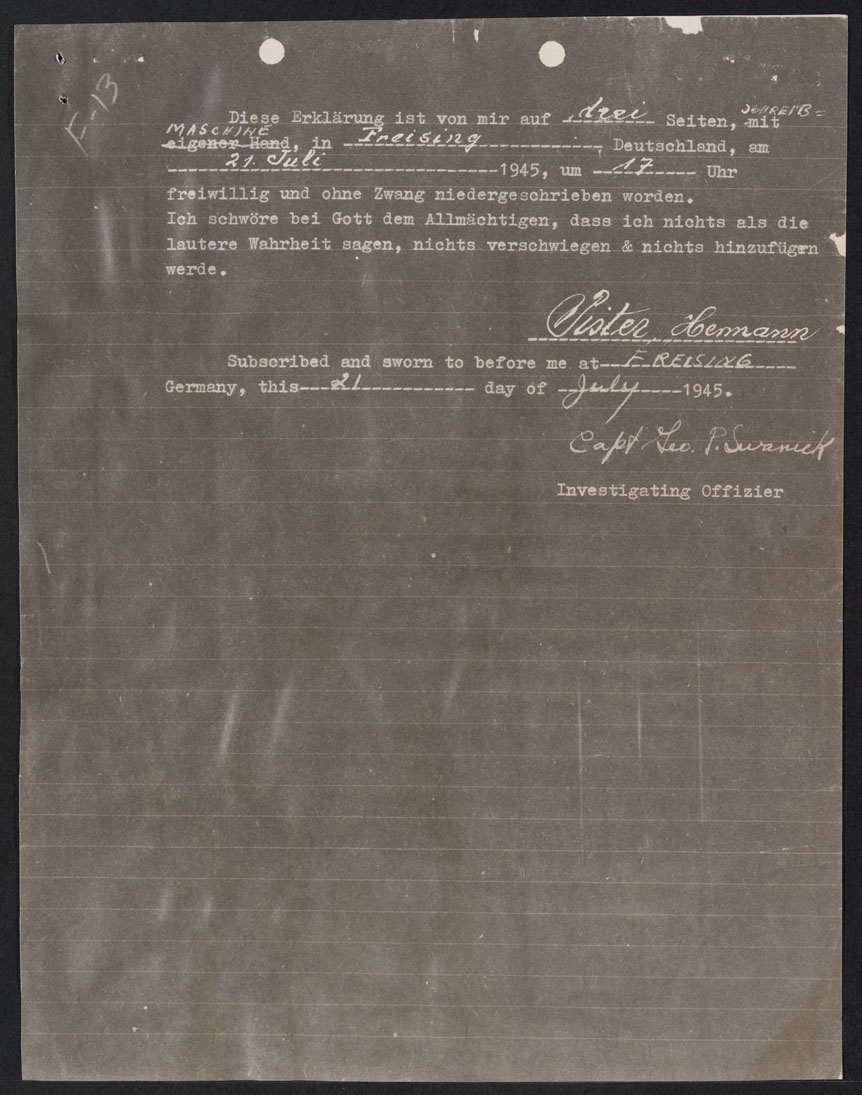 E-13
Diese Erklärung ist von mir auf drei Seiten, mit SCHREIB=
MASCHINE
eigener Hand, in Freising, Deutschland, am
21. Juli 1945, um 17 Uhr
freiwillig und ohne Zwang niedergeschrieben worden.
Ich schwöre bei Gott dem Allmächtigen, dass ich nichts als die
lautere Wahrheit sagen, nichts verschwiegen & nichts hinzufügen
werde.
Pister, Hermann
Subscribed and sworn to before me at FREISING
Germany, this 21 day of July 1945.
Capt Geo. P. Swanick
Investigating Offizier